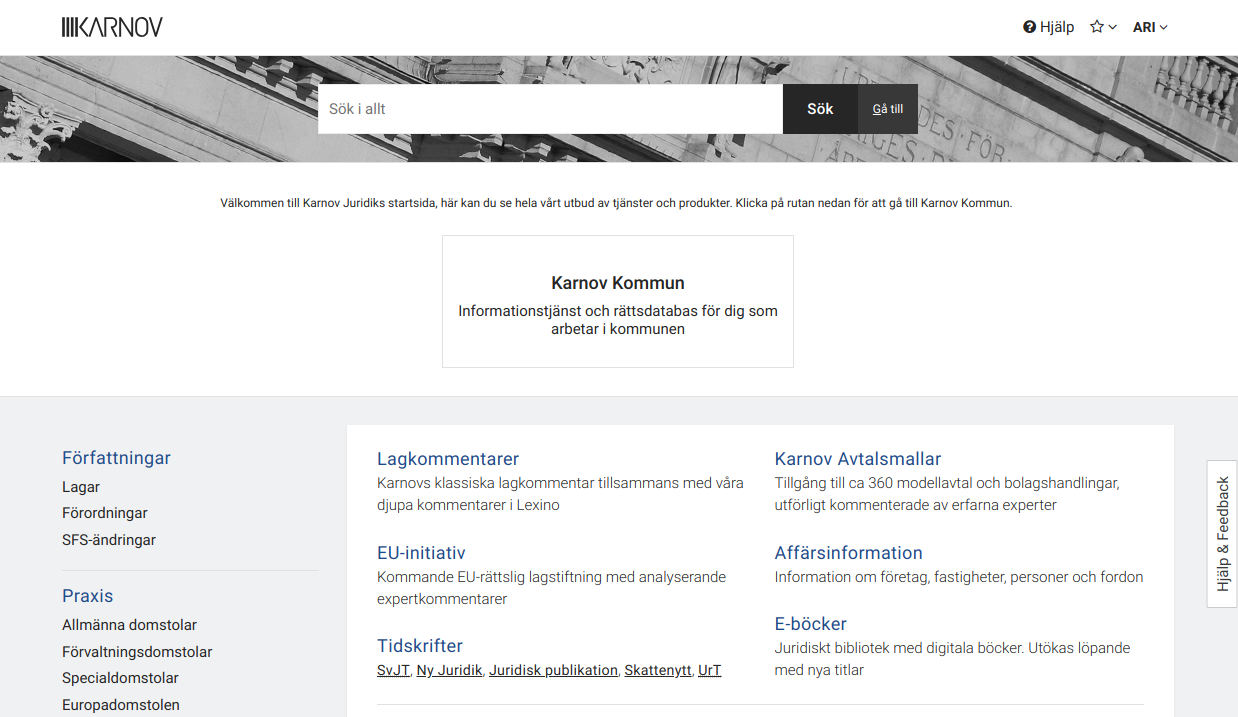 KARNOV
Hjälp
ARI
Sök i allt
Sök
Gå till
Välkommen till Karnov Juridiks startsida, här kan du se hela vårt utbud av tjänster och produkter. Klicka på rutan nedan för att gå till Karnov Kommun.
Karnov Kommun
Informationstjänst och rättsdatabas för dig som
arbetar i kommunen
Författningar
Lagar
Förordningar
SFS-ändringar
Praxis
Allmänna domstolar
Förvaltningsdomstolar
Specialdomstolar
Europadomstolen
Lagkommentarer
Karnovs klassiska lagkommentar tillsammans med våra
djupa kommentarer i Lexino
EU-initiativ
Kommande EU-rättslig lagstiftning med analyserande
expertkommentarer
Tidskrifter
SvJT, Ny Juridik, Juridisk publikation, Skattenytt, UrT
Karnov Avtalsmallar
Tillgång till ca 360 modellavtal och bolagshandlingar,
utförligt kommenterade av erfarna experter
Affärsinformation
Information om företag, fastigheter, personer och fordon
E-böcker
Juridiskt bibliotek med digitala böcker. Utökas löpande
med nya titlar
Hjälp & Feedback